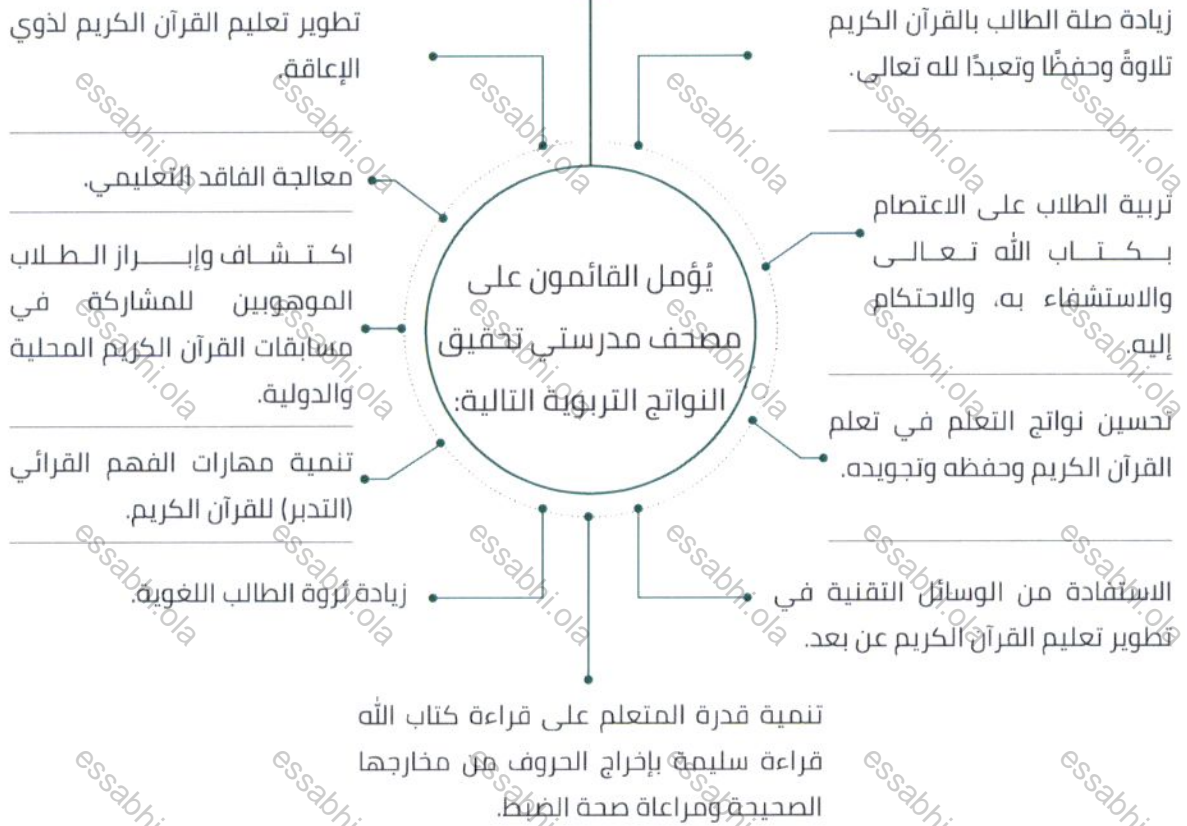 يُؤمل القائمون على
مصحف مدرستي تحقيق
النواتج التربوية التالية:
زيادة صلة الطالب بالقرآن الكريم
تلاوةً وحفظًا وتعبدًا لله تعالى.
تربية الطلاب على الاعتصام
بكتاب الله تعالى
والاستشفاء به، والاحتكام
إليه.
تحسين نواتج التعلم في تعلم
القرآن الكريم وحفظه وتجويده.
الاستفادة من الوسائل التقنية في
تطوير تعليم القرآن الكريم عن بعد.
تنمية قدرة المتعلم على قراءة كتاب الله
قراءة سليمة بإخراج الحروف من مخارجها
الصحيحة ومراعاة صحة الضبط.
تطوير تعليم القرآن الكريم لذوي
الإعاقة.
معالجة الفاقد التعليمي.
اكتشاف وإبراز الطلاب
الموهوبين للمشاركة في
مسابقات القرآن الكريم المحلية
والدولية.
تنمية مهارات الفهم القرائي
(التدبر) للقرآن الكريم.
زيادة ثروة الطالب اللغوية.
essabhi.ola